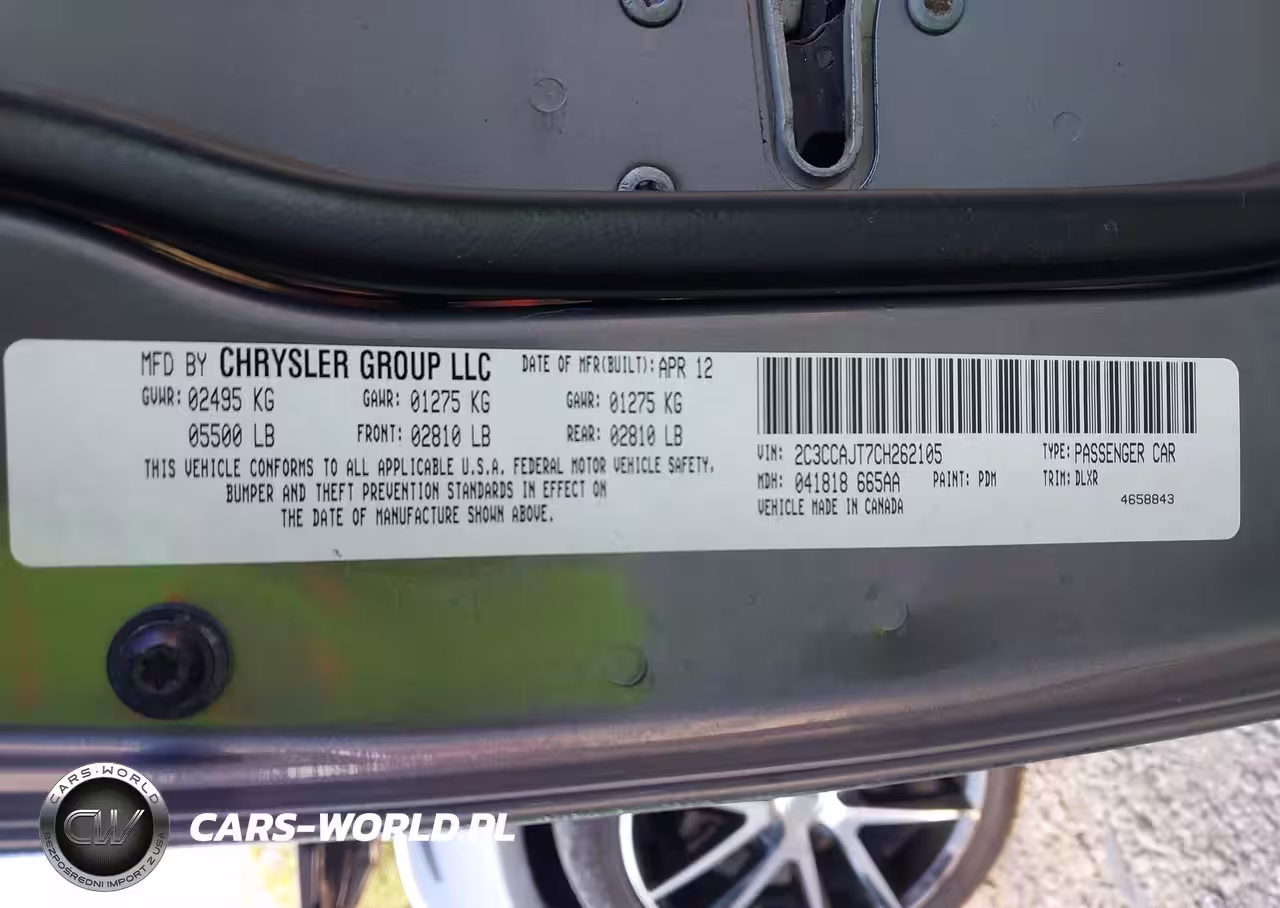 MFD BY CHRYSLER GROUP LLC DATE OF MFR(BUILT): APR 12
GVWR: 02495 KG GAWR: 01275 KG GAWR: 01275 KG
05500 LB FRONT: 02810 LB REAR: 02810 LB
THIS VEHICLE CONFORMS TO ALL APPLICABLE U.S.A. FEDERAL MOTOR VEHICLE SAFETY,
BUMPER AND THEFT PREVENTION STANDARDS IN EFFECT ON
THE DATE OF MANUFACTURE SHOWN ABOVE.
VIN: 2C3CCAJT7CH262105 TYPE: PASSENGER CAR
MDH: 041818 665AA PAINT: PDM TRIM: DLXR
VEHICLE MADE IN CANADA 4658843
CARS-WORLD
CW
BEZPOŚREDNI IMPORT Z USA
CARS-WORLD.PL